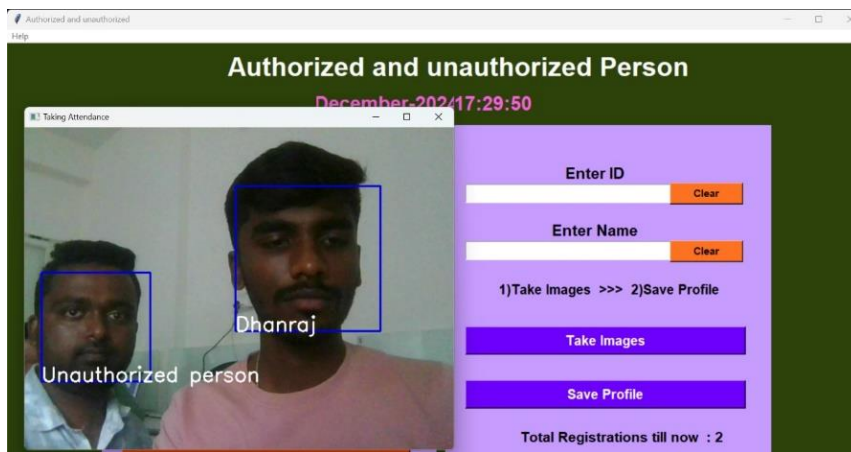 Authorized and unauthorized
Help
Authorized and unauthorized Person
December-202
17:29:50
Taking Attendance
Dhanraj
Unauthorized person
Enter ID
Clear
Enter Name
Clear
1)Take Images >>> 2)Save Profile
Take Images
Save Profile
Total Registrations till now : 2